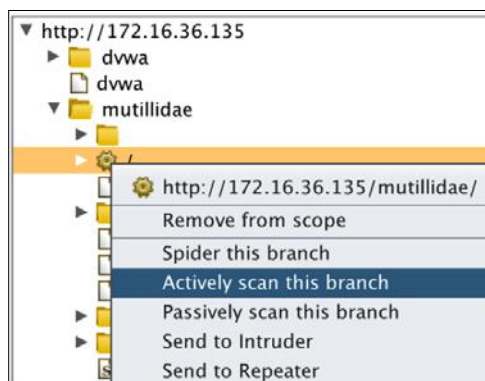 http://172.16.36.135
dvwa
dvwa
mutillidae
/
http://172.16.36.135/mutillidae/
Remove from scope
Spider this branch
Actively scan this branch
Passively scan this branch
Send to Intruder
Send to Repeater